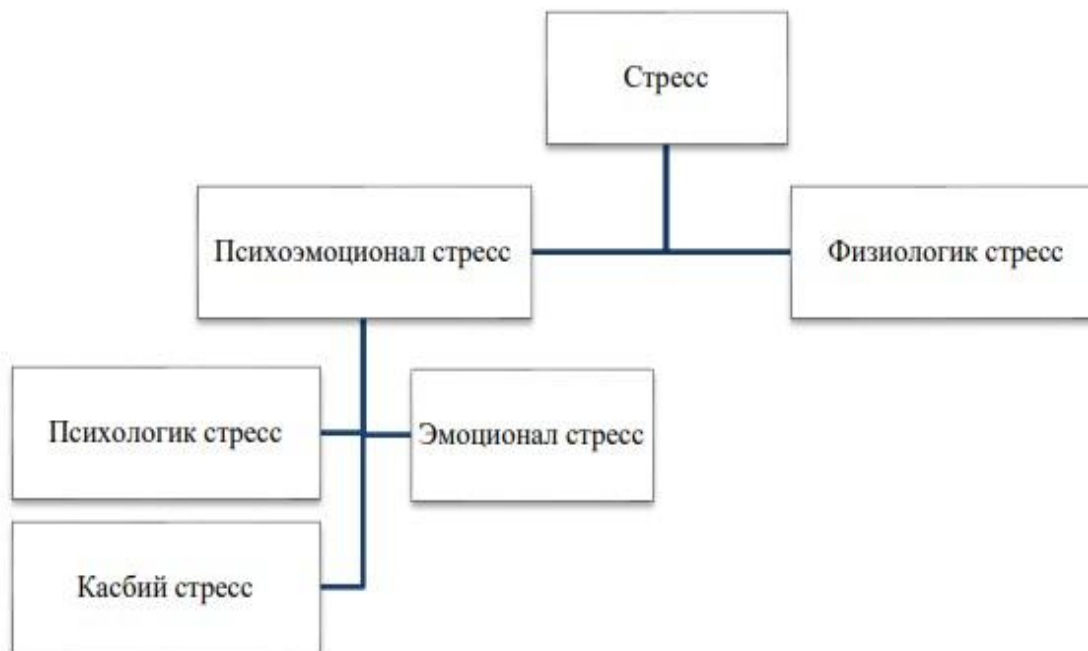 Стресс
Психоэмоционал стресс
Физиологик стресс
Психологик стресс
Эмоционал стресс
Касбий стресс